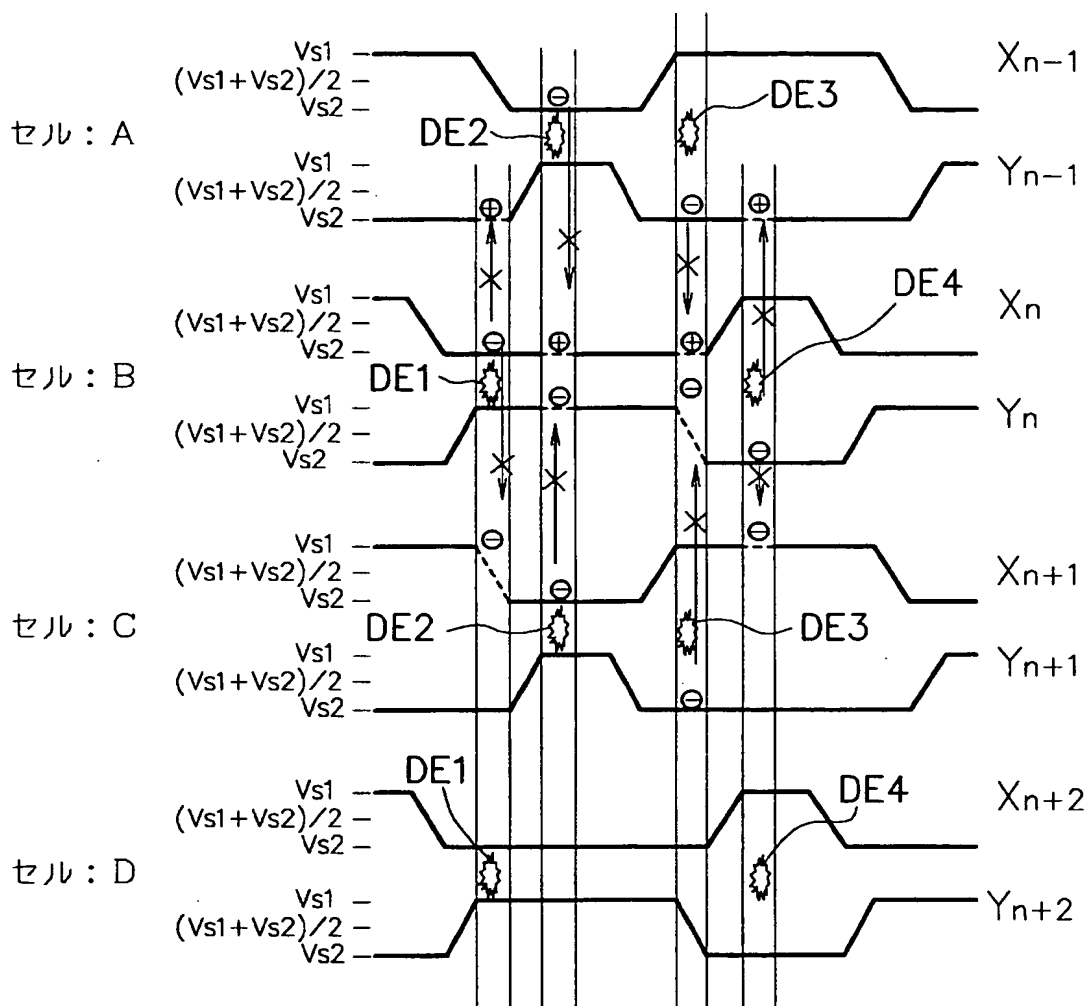 Vs1
(Vs1+Vs2)/2
Vs2
Xn-1
DE2
DE3
セル：A
Vs1
(Vs1+Vs2)/2
Vs2
Yn-1
⊖
⊕
⊖
⊕
Vs1
(Vs1+Vs2)/2
Vs2
Xn
DE4
⊖
⊕
⊕
セル：B
DE1
Vs1
(Vs1+Vs2)/2
Vs2
Yn
⊖
⊖
⊖
Vs1
(Vs1+Vs2)/2
Vs2
Xn+1
⊖
⊖
⊖
セル：C
DE2
DE3
Vs1
(Vs1+Vs2)/2
Vs2
Yn+1
⊖
DE1
DE4
Vs1
(Vs1+Vs2)/2
Vs2
Xn+2
セル：D
Vs1
(Vs1+Vs2)/2
Vs2
Yn+2